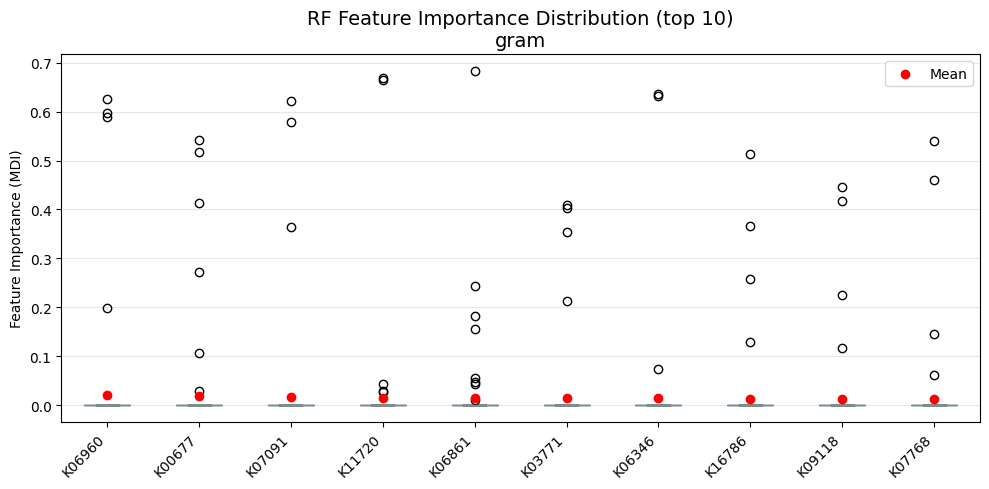 RF Feature Importance Distribution (top 10)
gram
Mean
Feature Importance (MDI)
0.7
0.6
0.5
0.4
0.3
0.2
0.1
0.0
K06960
K00677
K07091
K11720
K06861
K03771
K06346
K16786
K09118
K07768